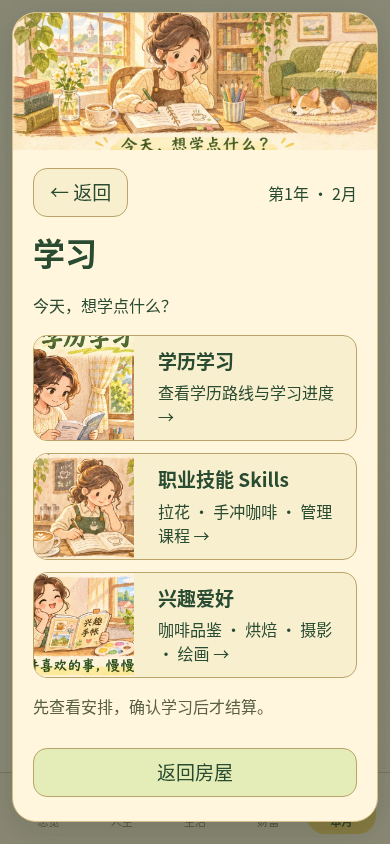 今天，想学点什么？
← 返回
第1年 · 2月
学习
今天，想学点什么？
学历学习
学历学习
查看学历路线与学习进度
→
职业技能 Skills
拉花 · 手冲咖啡 · 管理
课程 →
兴趣
手帐
喜欢的事，慢慢
兴趣爱好
咖啡品鉴 · 烘焙 · 摄影
· 绘画 →
先查看安排，确认学习后才结算。
返回房屋